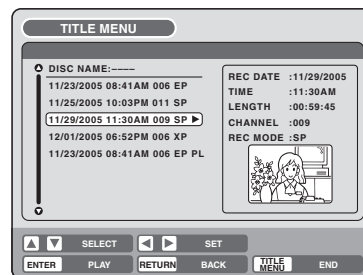 TITLE MENU
DISC NAME:----
11/23/2005 08:41AM 006 EP
11/25/2005 10:03PM 011 SP
11/29/2005 11:30AM 009 SP ▶
12/01/2005 06:52PM 006 XP
11/23/2005 08:41AM 006 EP PL
REC DATE :11/29/2005
TIME :11:30AM
LENGTH :00:59:45
CHANNEL :009
REC MODE :SP
SELECT SET
ENTER PLAY RETURN BACK TITLE MENU END